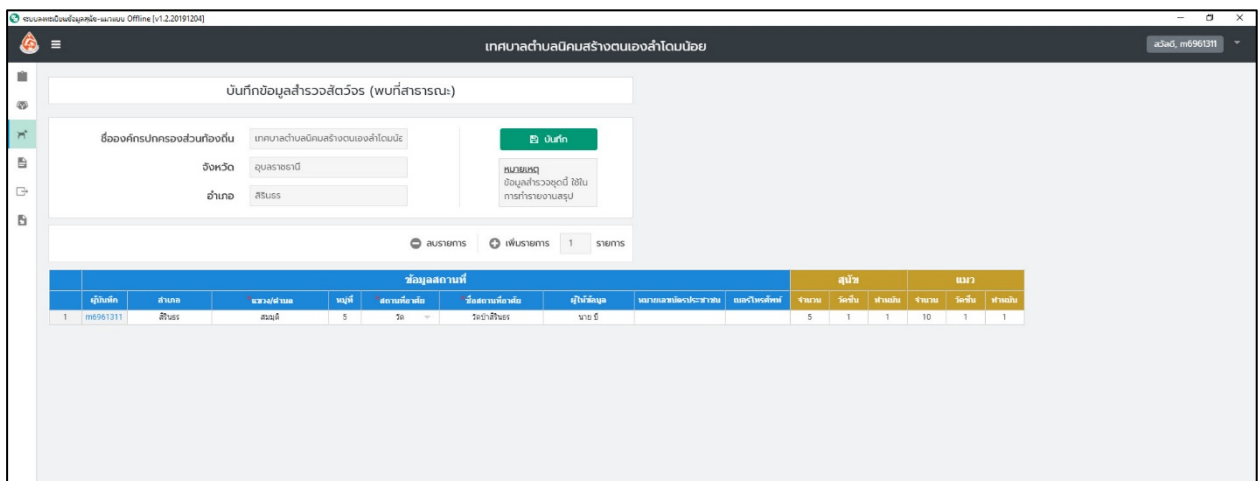 ระบบลงทะเบียนข้อมูลสุนัข-แมวแบบ Offline [v1.2.20191204]
เทศบาลตำบลนิคมสร้างตนเองลำโดมน้อย
สวัสดี, m6961311
บันทึกข้อมูลสำรวจสัตว์จร (พบที่สาธารณะ)
ชื่อองค์กรปกครองส่วนท้องถิ่น เทศบาลตำบลนิคมสร้างตนเองลำโดมน้อ
จังหวัด อุบลราชธานี
อำเภอ สิรินธร
บันทึก
หมายเหตุ
ข้อมูลสำรวจชุดนี้ ใช้ใน
การทำรายงานสรุป
ลบรายการ เพิ่มรายการ 1 รายการ
ข้อมูลสถานที่ สุนัข แมว
ผู้บันทึก อำเภอ *แขวง/ตำบล หมู่ที่ *สถานที่อาศัย *ชื่อสถานที่อาศัย ผู้ให้ข้อมูล หมายเลขบัตรประชาชน เบอร์โทรศัพท์ จำนวน วัคซีน ทำหมัน จำนวน วัคซีน ทำหมัน
1 m6961311 สิรินธร สมมุติ 5 วัด วัดป่าสิรินธร นาย บี 5 1 1 10 1 1